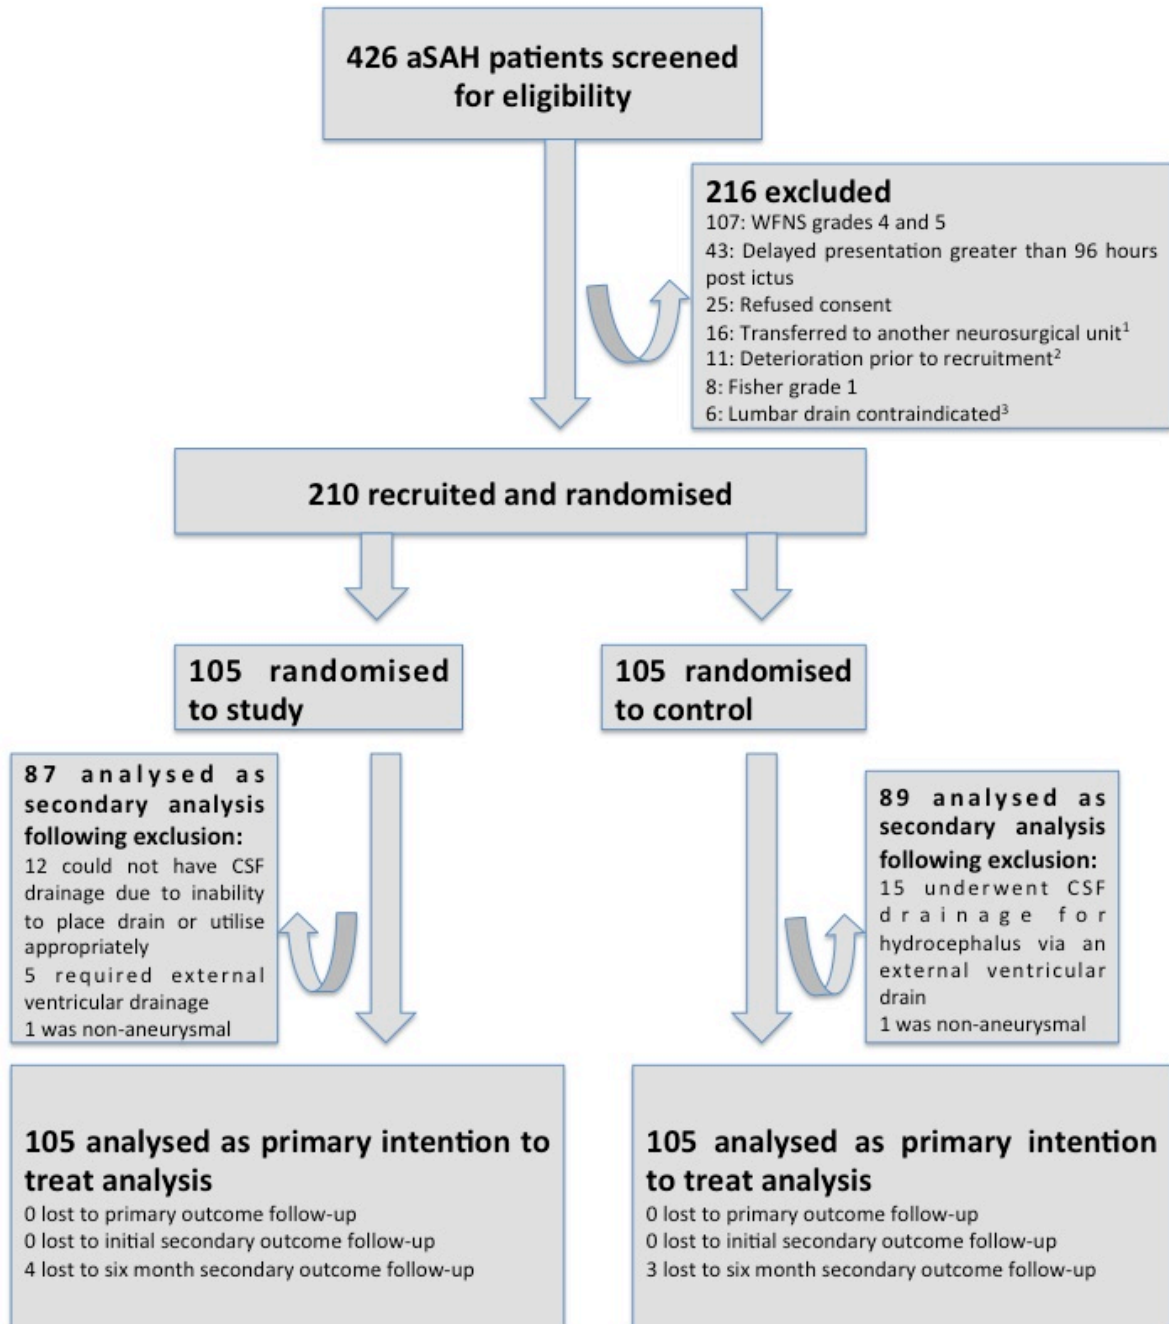 426 aSAH patients screened
for eligibility
216 excluded
107: WFNS grades 4 and 5
43: Delayed presentation greater than 96 hours
post ictus
25: Refused consent
16: Transferred to another neurosurgical unit¹
11: Deterioration prior to recruitment²
8: Fisher grade 1
6: Lumbar drain contraindicated³
210 recruited and randomised
105 randomised
to study
105 randomised
to control
87 analysed as
secondary analysis
following exclusion:
12 could not have CSF
drainage due to inability
to place drain or utilise
appropriately
5 required external
ventricular drainage
1 was non-aneurysmal
89 analysed as
secondary analysis
following exclusion:
15 underwent CSF
drainage for
hydrocephalus via an
external ventricular
drain
1 was non-aneurysmal
105 analysed as primary intention to
treat analysis
0 lost to primary outcome follow-up
0 lost to initial secondary outcome follow-up
4 lost to six month secondary outcome follow-up
105 analysed as primary intention
to treat analysis
0 lost to primary outcome follow-up
0 lost to initial secondary outcome follow-up
3 lost to six month secondary outcome follow-up